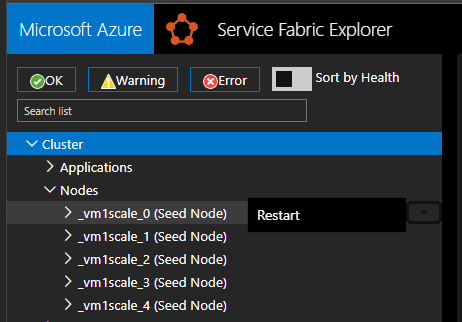 Microsoft Azure
Service Fabric Explorer
OK
Warning
Error
Sort by Health
Search list
Cluster
Applications
Nodes
_vm1scale_0 (Seed Node)
Restart
_vm1scale_1 (Seed Node)
_vm1scale_2 (Seed Node)
_vm1scale_3 (Seed Node)
_vm1scale_4 (Seed Node)